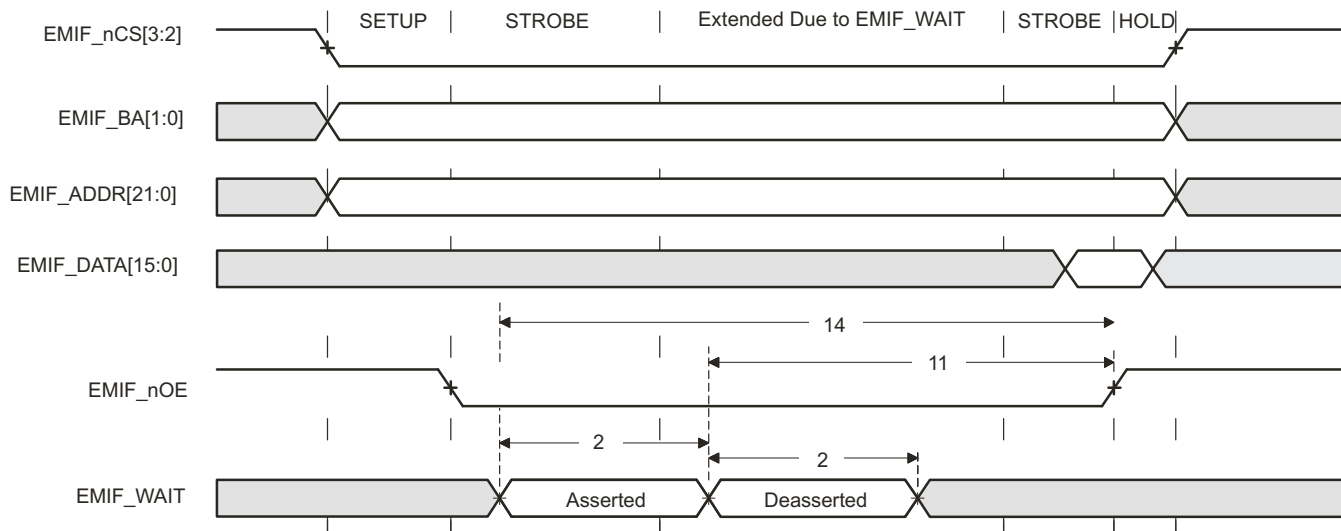 SETUP STROBE Extended Due to EMIF_WAIT STROBE HOLD
EMIF_nCS[3:2]
EMIF_BA[1:0]
EMIF_ADDR[21:0]
EMIF_DATA[15:0]
14
11
EMIF_nOE
2
2
EMIF_WAIT Asserted Deasserted